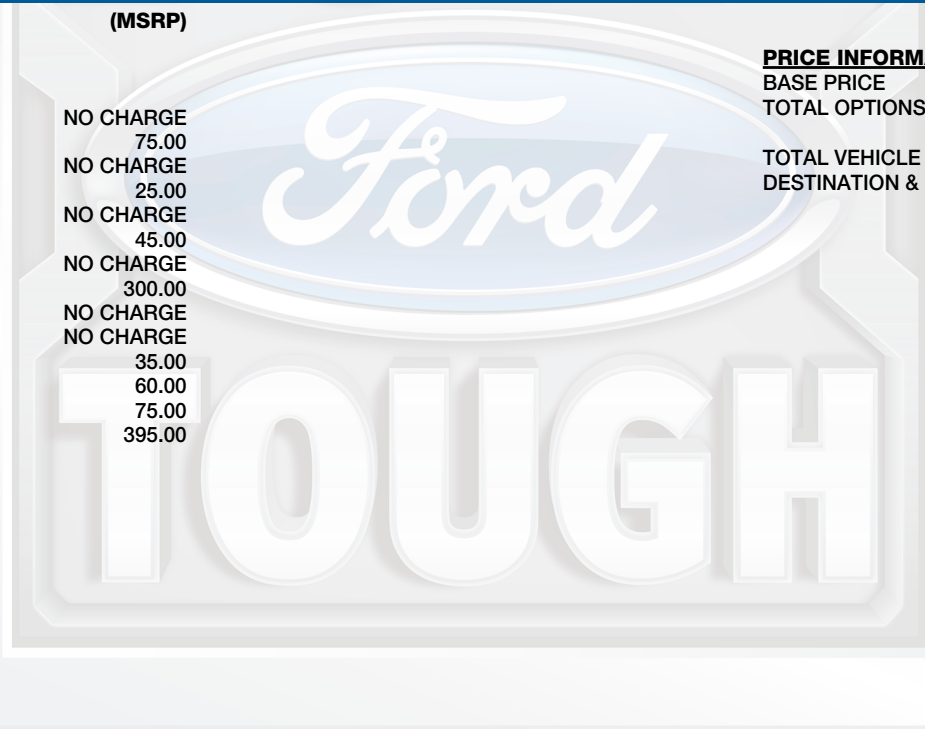 (MSRP)
NO CHARGE
75.00
NO CHARGE
25.00
NO CHARGE
45.00
NO CHARGE
300.00
NO CHARGE
NO CHARGE
35.00
60.00
75.00
395.00
PRICE INFORMA
BASE PRICE
TOTAL OPTIONS
TOTAL VEHICLE
DESTINATION &
Ford
TOUGH